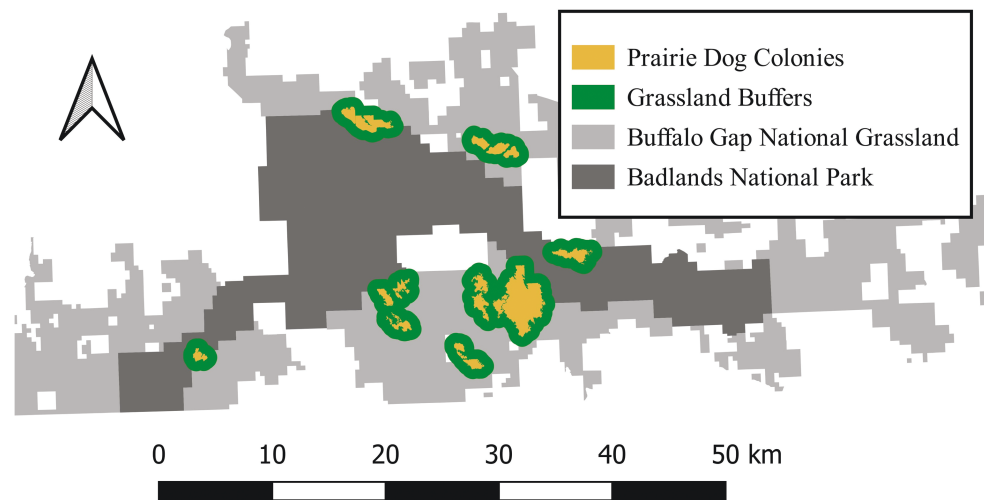 Prairie Dog Colonies
Grassland Buffers
Buffalo Gap National Grassland
Badlands National Park
0 10 20 30 40 50 km